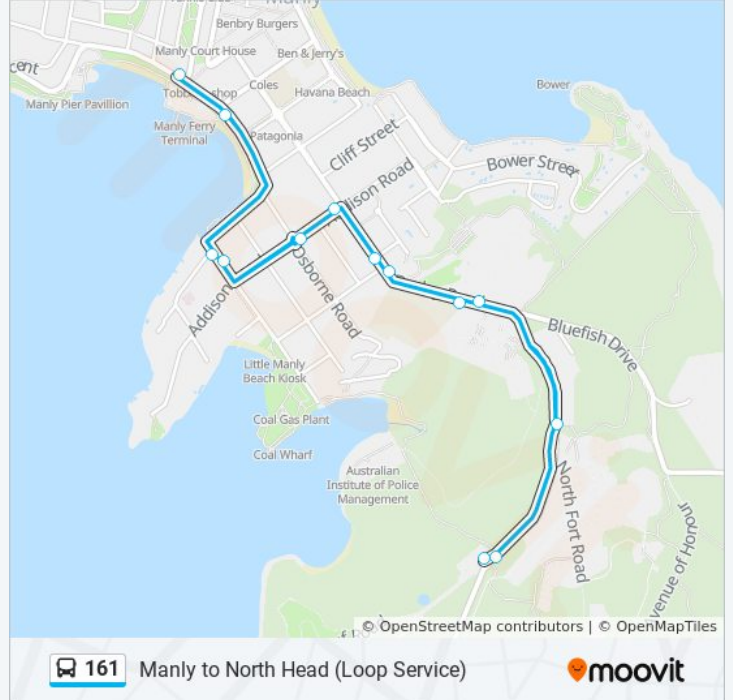 Manly
Benbry Burgers
Manly Court House
Ben & Jerry's
cent
Coles
Havana Beach
Bower
Manly Pier Pavillion
Manly Ferry
Terminal
Patagonia
Cliff Street
Bower Street
Addison
Osborne Road
Bluefish Drive
Little Manly
Beach Kiosk
Coal Gas Plant
Coal Wharf
Australian
Institute of Police
Management
North Fort Road
venue of Honour
© OpenStreetMap contributors | © OpenMapTiles
161 Manly to North Head (Loop Service)
moovit